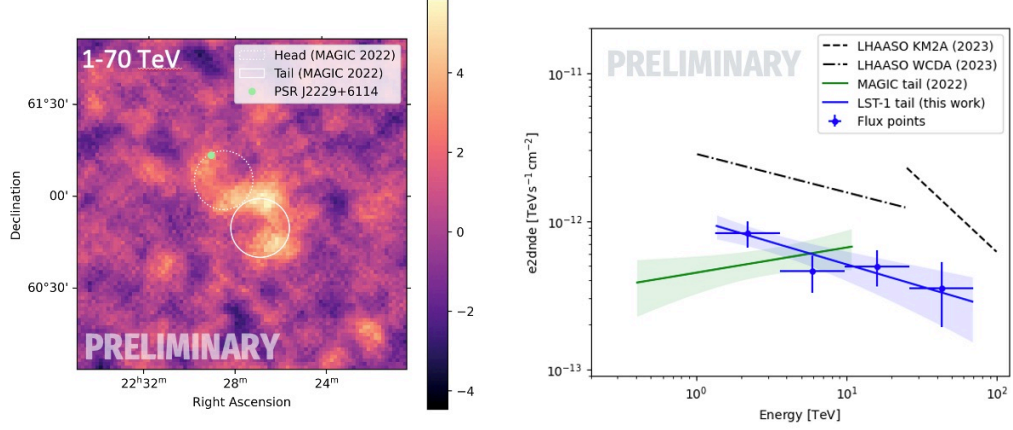 1-70 TeV
Head (MAGIC 2022)
Tail (MAGIC 2022)
PSR J2229+6114
PRELIMINARY
Declination
61°30'
00'
60°30'
22ʰ32ᵐ
28ᵐ
24ᵐ
Right Ascension
4
2
0
−2
−4
PRELIMINARY
LHAASO KM2A (2023)
LHAASO WCDA (2023)
MAGIC tail (2022)
LST-1 tail (this work)
Flux points
e2dnde [TeV s⁻¹ cm⁻²]
10⁻¹¹
10⁻¹²
10⁻¹³
10⁰
10¹
10²
Energy [TeV]